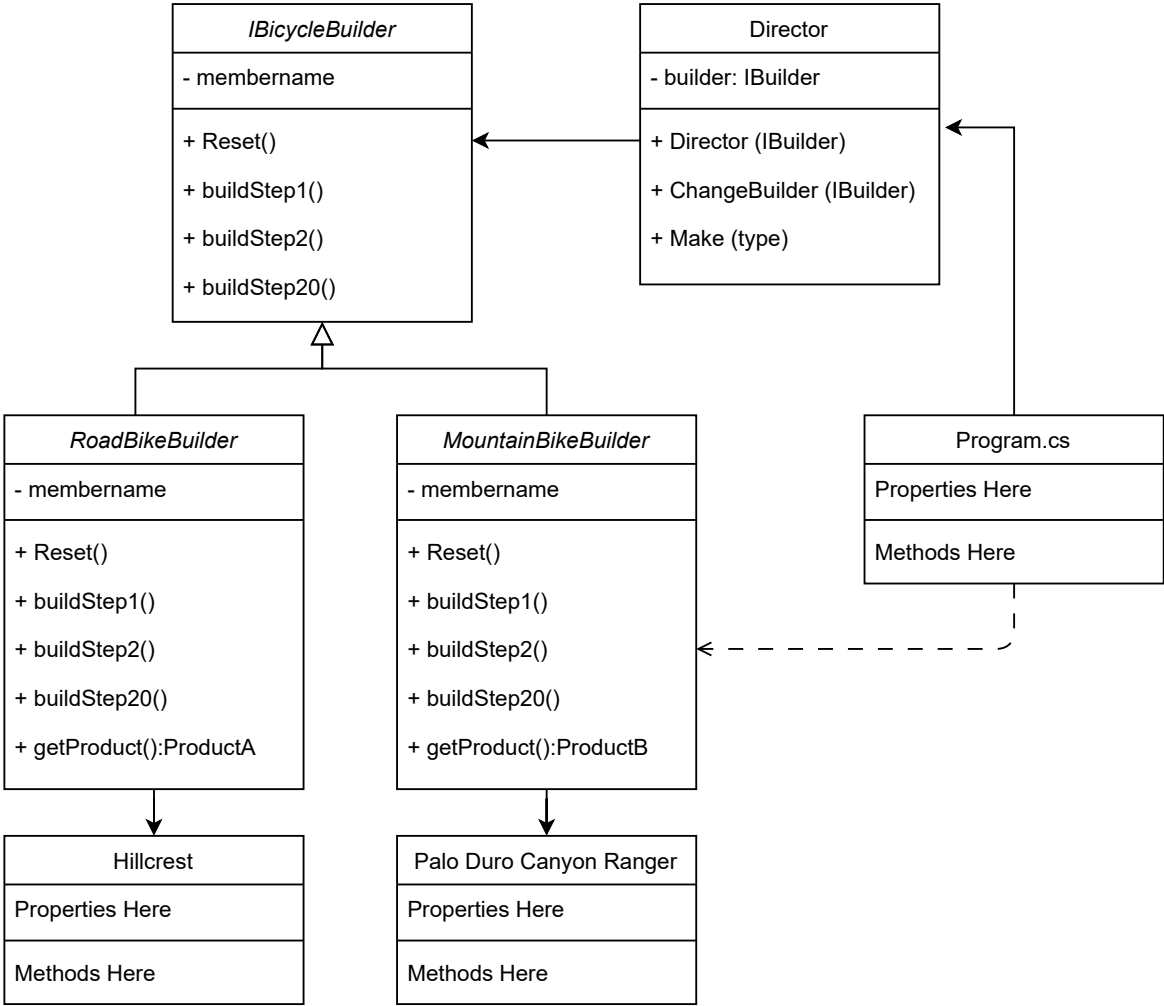 IBicycleBuilder
- membername
+ Reset()
+ buildStep1()
+ buildStep2()
+ buildStep20()
Director
- builder: IBuilder
+ Director (IBuilder)
+ ChangeBuilder (IBuilder)
+ Make (type)
RoadBikeBuilder
- membername
+ Reset()
+ buildStep1()
+ buildStep2()
+ buildStep20()
+ getProduct():ProductA
MountainBikeBuilder
- membername
+ Reset()
+ buildStep1()
+ buildStep2()
+ buildStep20()
+ getProduct():ProductB
Program.cs
Properties Here
Methods Here
Hillcrest
Properties Here
Methods Here
Palo Duro Canyon Ranger
Properties Here
Methods Here